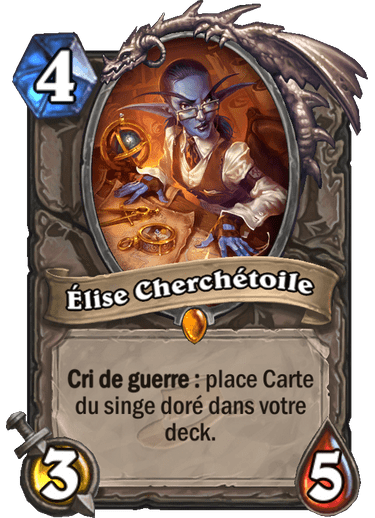 4
Élise Cherchétoile
Cri de guerre : place Carte
du singe doré dans votre
deck.
3
5